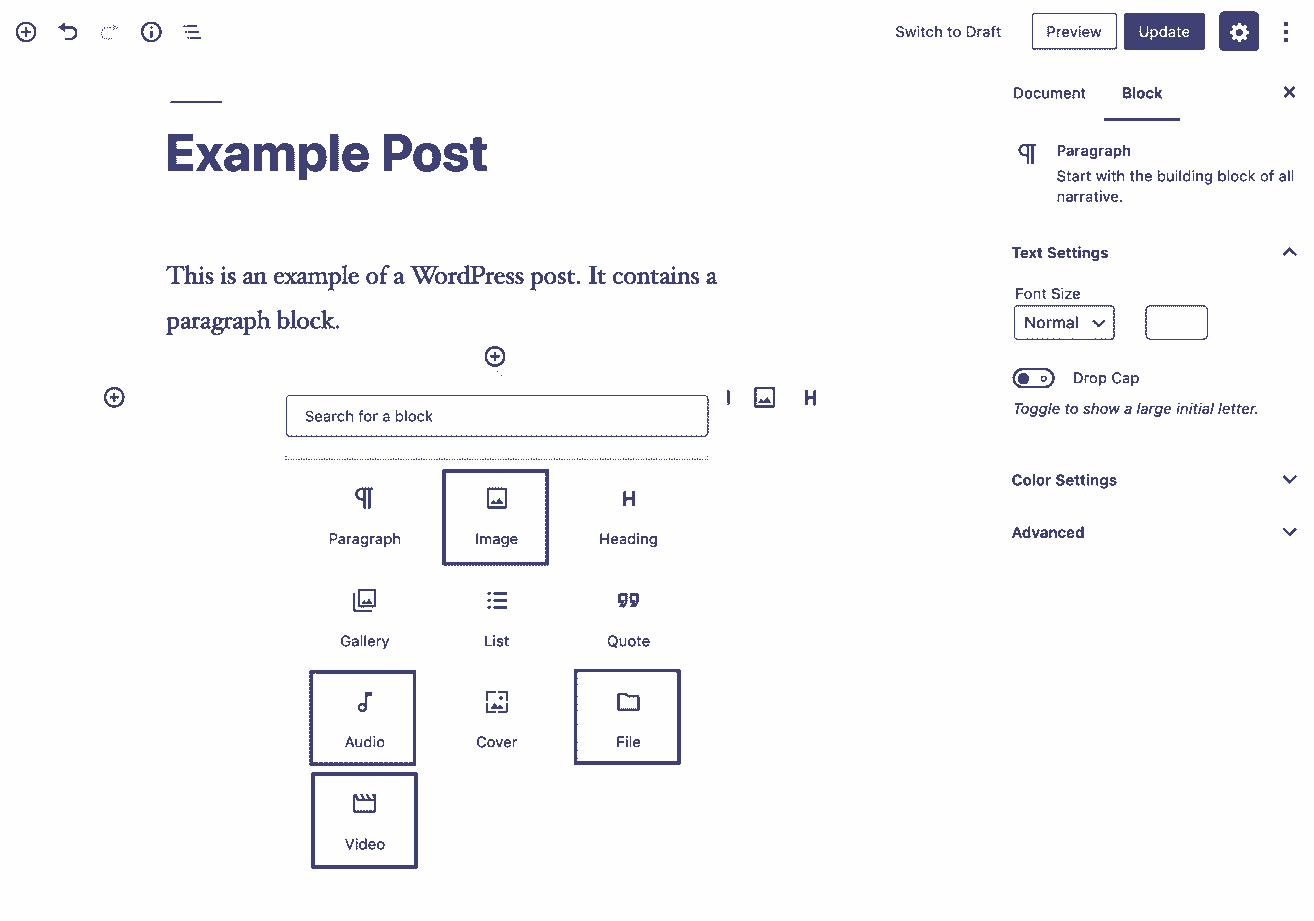 Switch to Draft
Preview
Update
Document
Block
Example Post
Paragraph
Start with the building block of all
narrative.
This is an example of a WordPress post. It contains a
paragraph block.
Text Settings
Font Size
Normal
Drop Cap
Toggle to show a large initial letter.
Search for a block
H
Color Settings
Advanced
Paragraph
Image
H
Heading
Gallery
List
Quote
Audio
Cover
File
Video